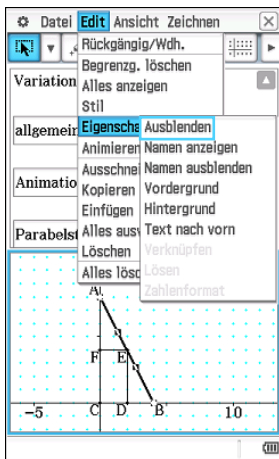 Datei Edit Ansicht Zeichnen
Rückgängig/Wdh.
Begrenzg. löschen
Variation
Alles anzeigen
Stil
allgemein
Eigenscha
Ausblenden
Animieren
Namen anzeigen
Ausschnei
Namen ausblenden
Animatio
Kopieren
Vordergrund
Einfügen
Hintergrund
Parabelst
Alles ausw
Text nach vorn
Löschen
Verknüpfen
Lösen
Alles lösc
Zahlenformat
A
F E
-5 C D B 10